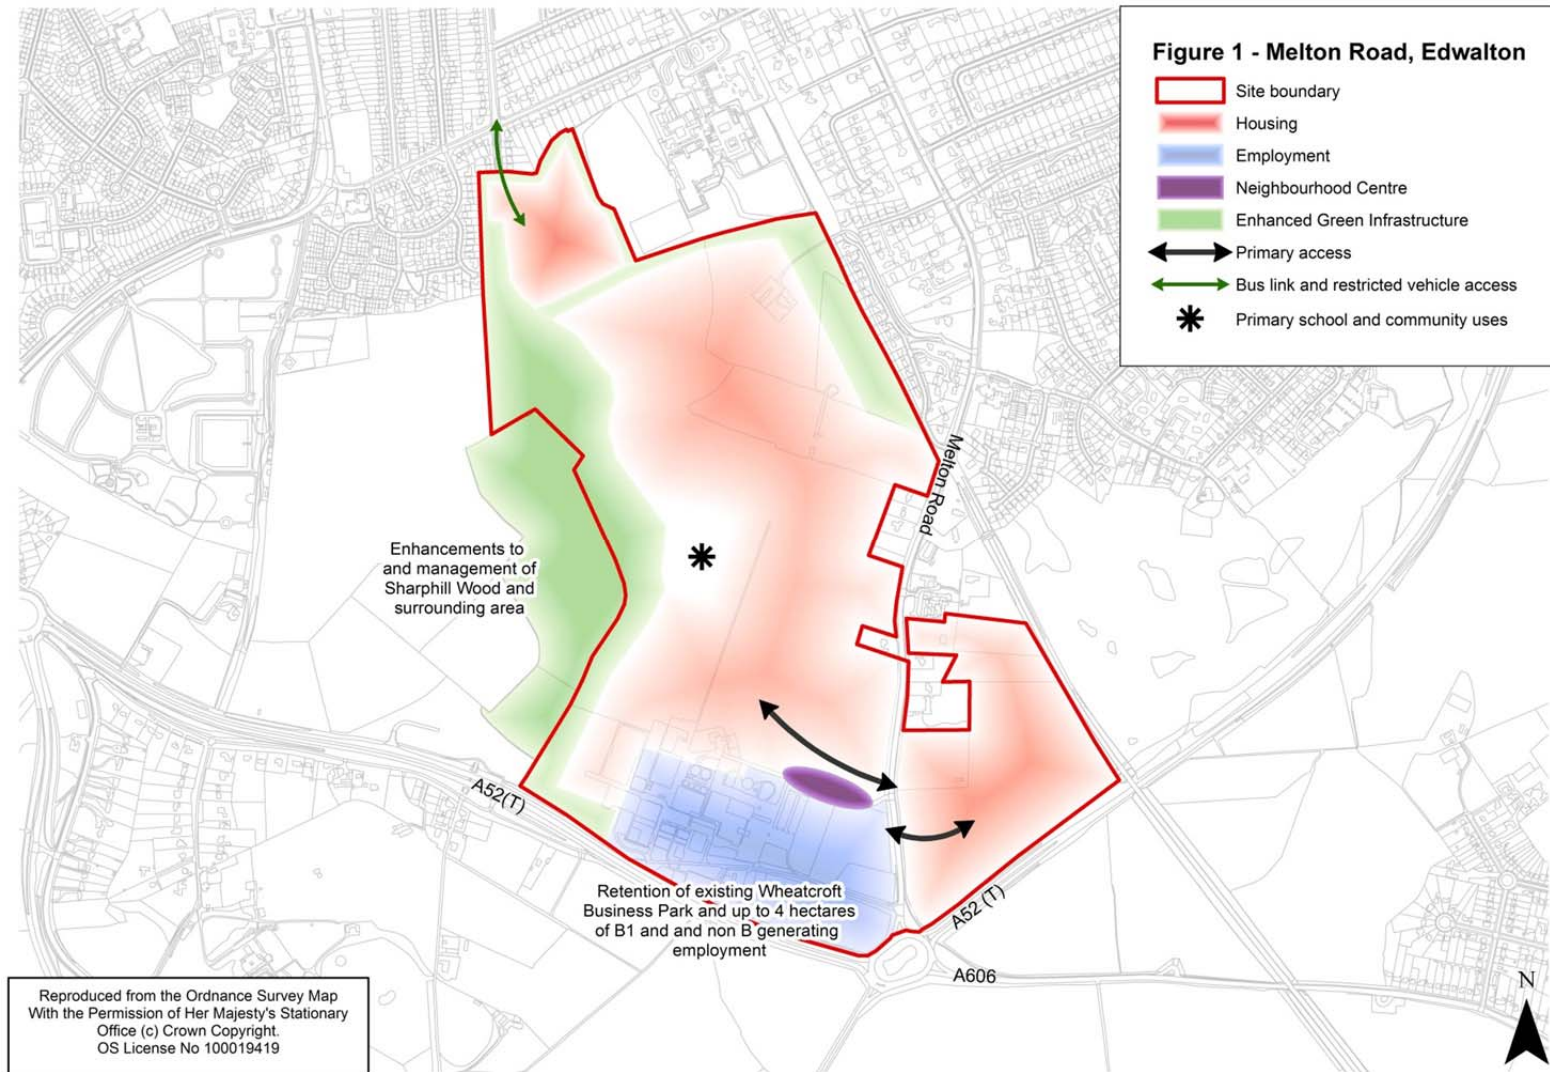 Figure 1 - Melton Road, Edwalton
Site boundary
Housing
Employment
Neighbourhood Centre
Enhanced Green Infrastructure
Primary access
Bus link and restricted vehicle access
Primary school and community uses
Melton Road
Enhancements to
and management of
Sharphill Wood and
surrounding area
A52(T)
Retention of existing Wheatcroft
Business Park and up to 4 hectares
of B1 and and non B generating
employment
A52 (T)
A606
N
Reproduced from the Ordnance Survey Map
With the Permission of Her Majesty's Stationary
Office (c) Crown Copyright.
OS License No 100019419